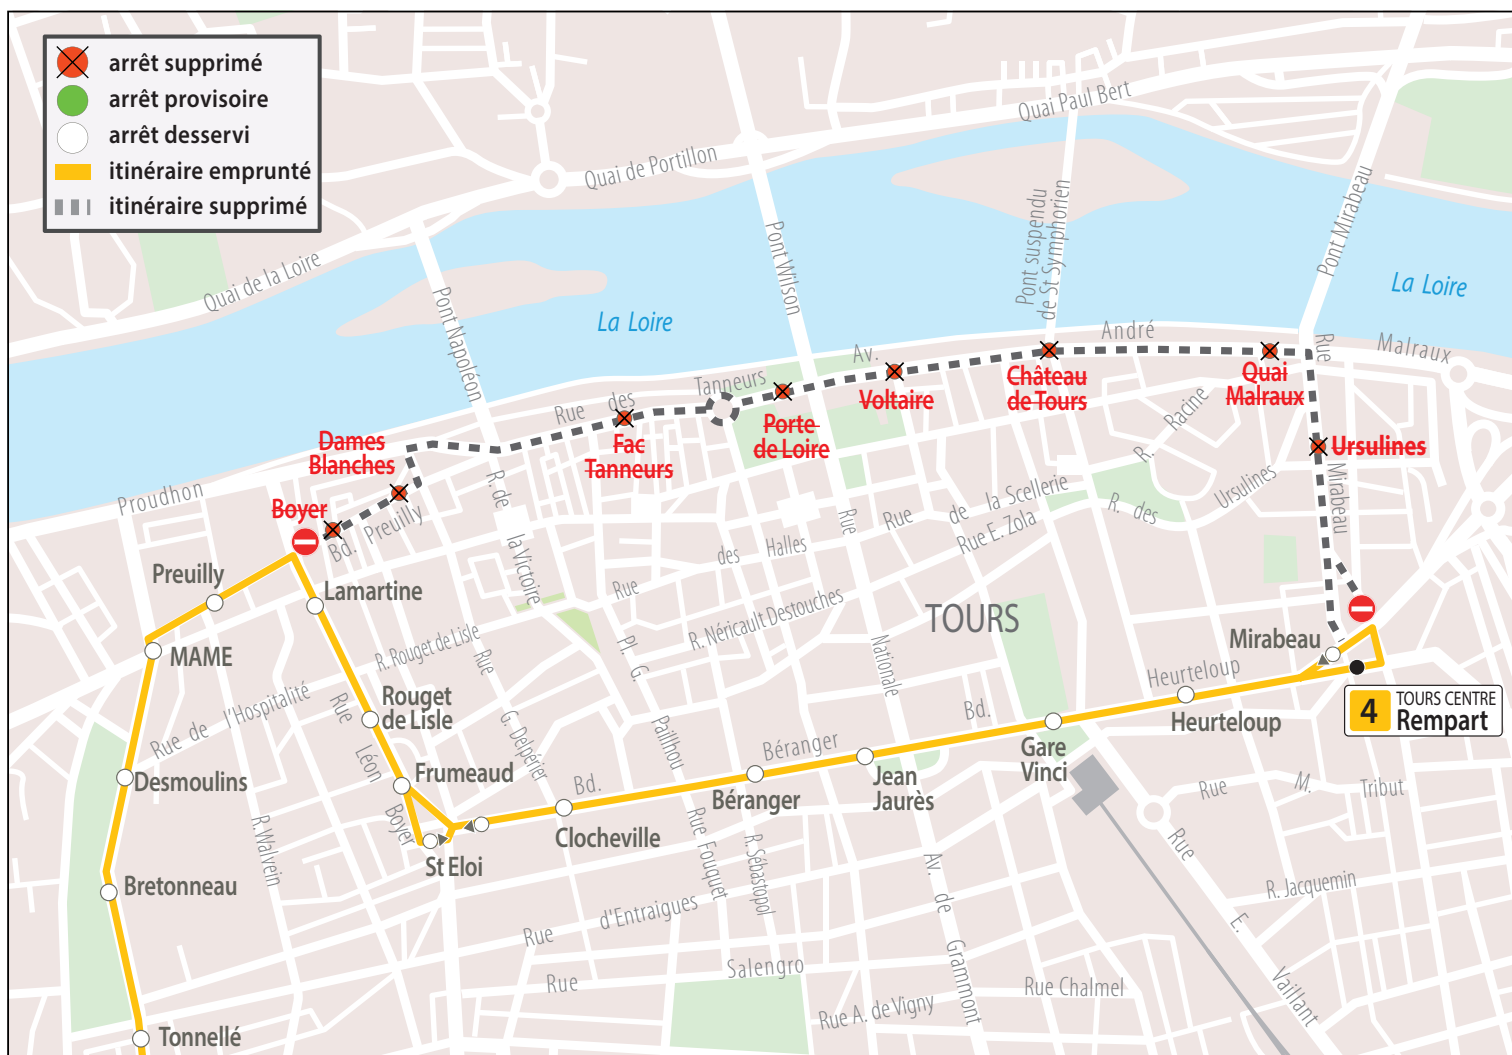 arrêt supprimé
arrêt provisoire
arrêt desservi
itinéraire emprunté
itinéraire supprimé
Quai Paul Bert
Quai de Portillon
Quai de la Loire
Pont Napoléon
Pont Wilson
Pont suspendu
de St Symphorien
Pont Mirabeau
La Loire
La Loire
Av.
André
Malraux
Rue
Mirabeau
Tanneurs
Rue des
Proudhon
Dames
Blanches
Boyer
Fac
Tanneurs
Porte
de Loire
Voltaire
Château
de Tours
Quai
Malraux
Ursulines
Bd. Preuilly
R. de
la Victoire
Rue
des Halles
Rue
Nationale
Rue
de la Scellerie
Rue E. Zola
R. Racine
R. des
Ursulines
Preuilly
MAME
Lamartine
R. Rouget de Lisle
Rue
G. Delpérier
Pl. G.
Paillhou
R. Néricault Destouches
TOURS
Mirabeau
Heurteloup
Bd.
Heurteloup
4
TOURS CENTRE
Rempart
Rue de l'Hospitalité
Rue
Léon
Boyer
Rouget
de Lisle
Frumeaud
Desmoulins
R.Walvein
St Eloi
Bd.
Béranger
Clocheville
Béranger
Jean
Jaurès
Gare
Vinci
Rue M. Tribut
Bretonneau
Rue Fouquet
R. Sébastopol
Av. de Grammont
Rue
E.
Vaillant
R. Jacquemin
Rue d'Entraigues
Rue Salengro
Rue A. de Vigny
Rue Chalmel
Tonnellé